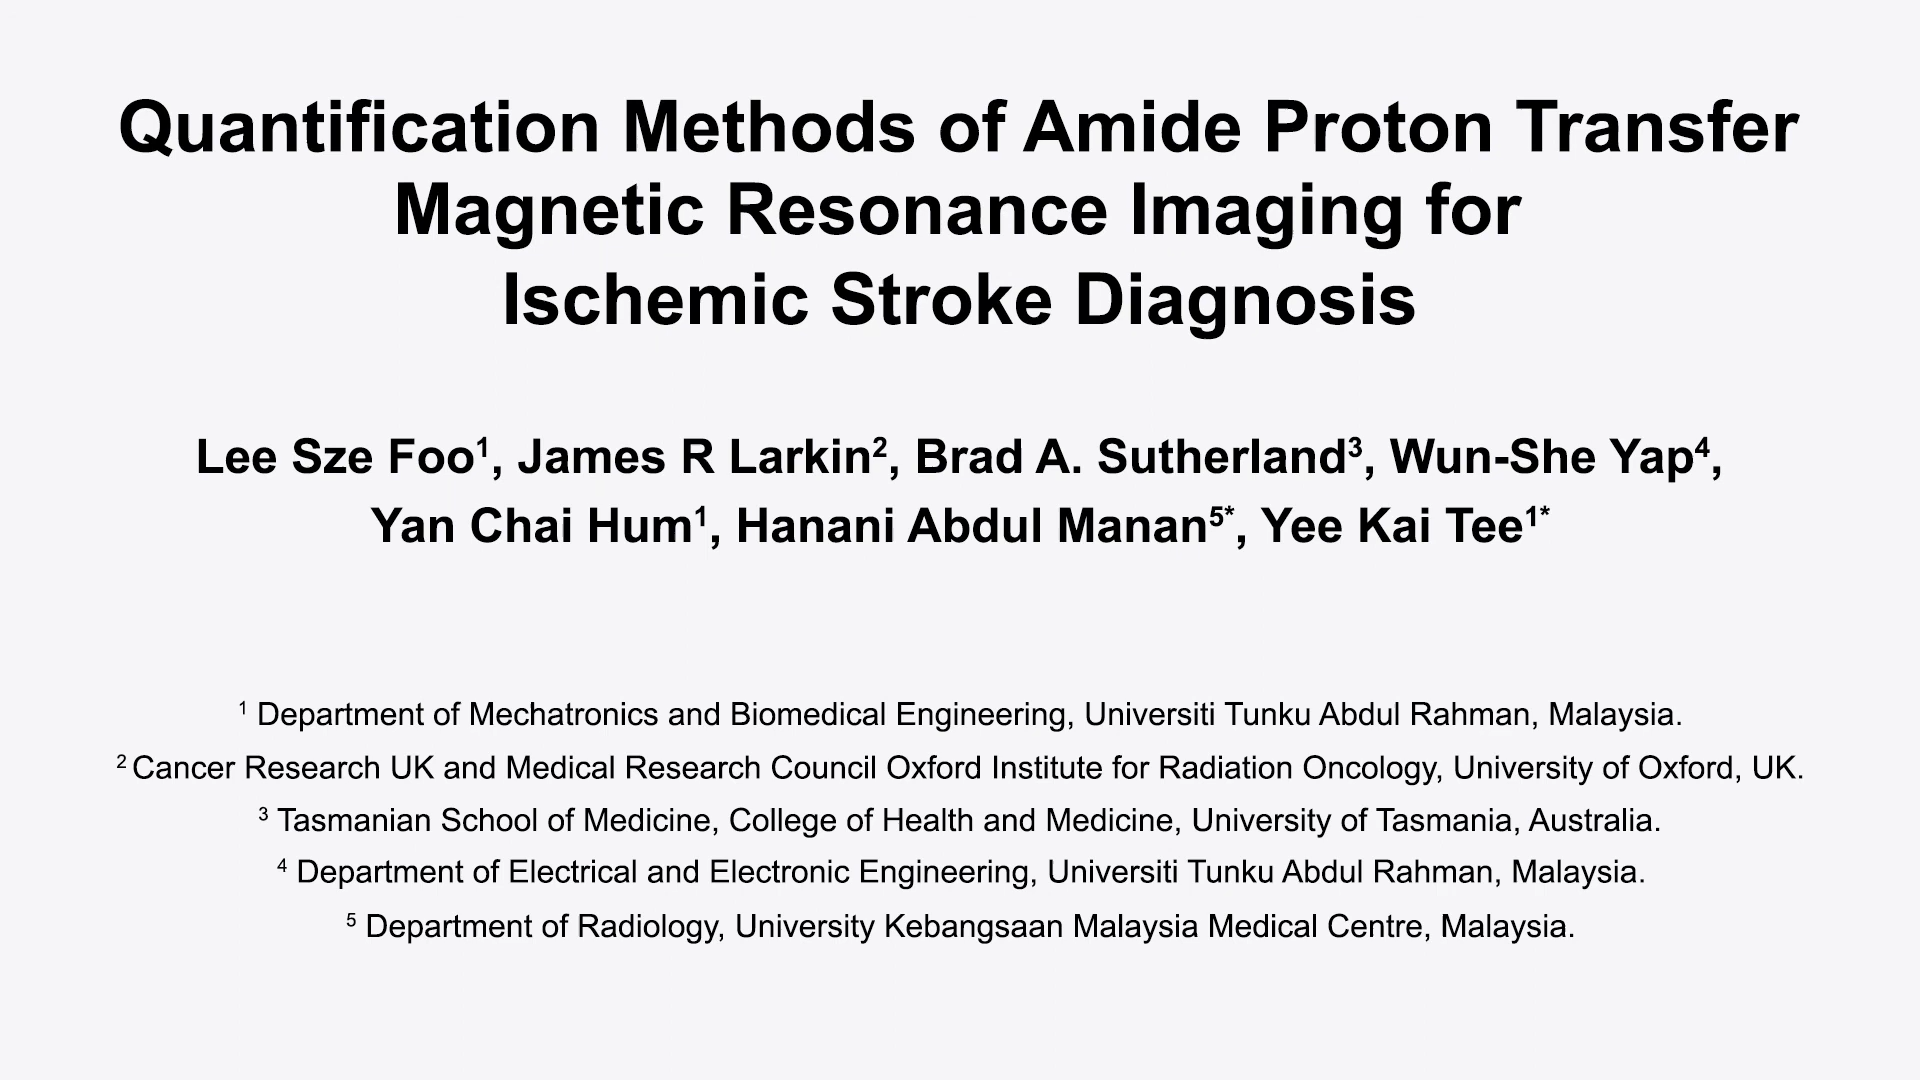 Quantification Methods of Amide Proton Transfer
Magnetic Resonance Imaging for
Ischemic Stroke Diagnosis
Lee Sze Foo¹, James R Larkin², Brad A. Sutherland³, Wun-She Yap⁴,
Yan Chai Hum¹, Hanani Abdul Manan⁵*, Yee Kai Tee¹*
¹ Department of Mechatronics and Biomedical Engineering, Universiti Tunku Abdul Rahman, Malaysia.
² Cancer Research UK and Medical Research Council Oxford Institute for Radiation Oncology, University of Oxford, UK.
³ Tasmanian School of Medicine, College of Health and Medicine, University of Tasmania, Australia.
⁴ Department of Electrical and Electronic Engineering, Universiti Tunku Abdul Rahman, Malaysia.
⁵ Department of Radiology, University Kebangsaan Malaysia Medical Centre, Malaysia.